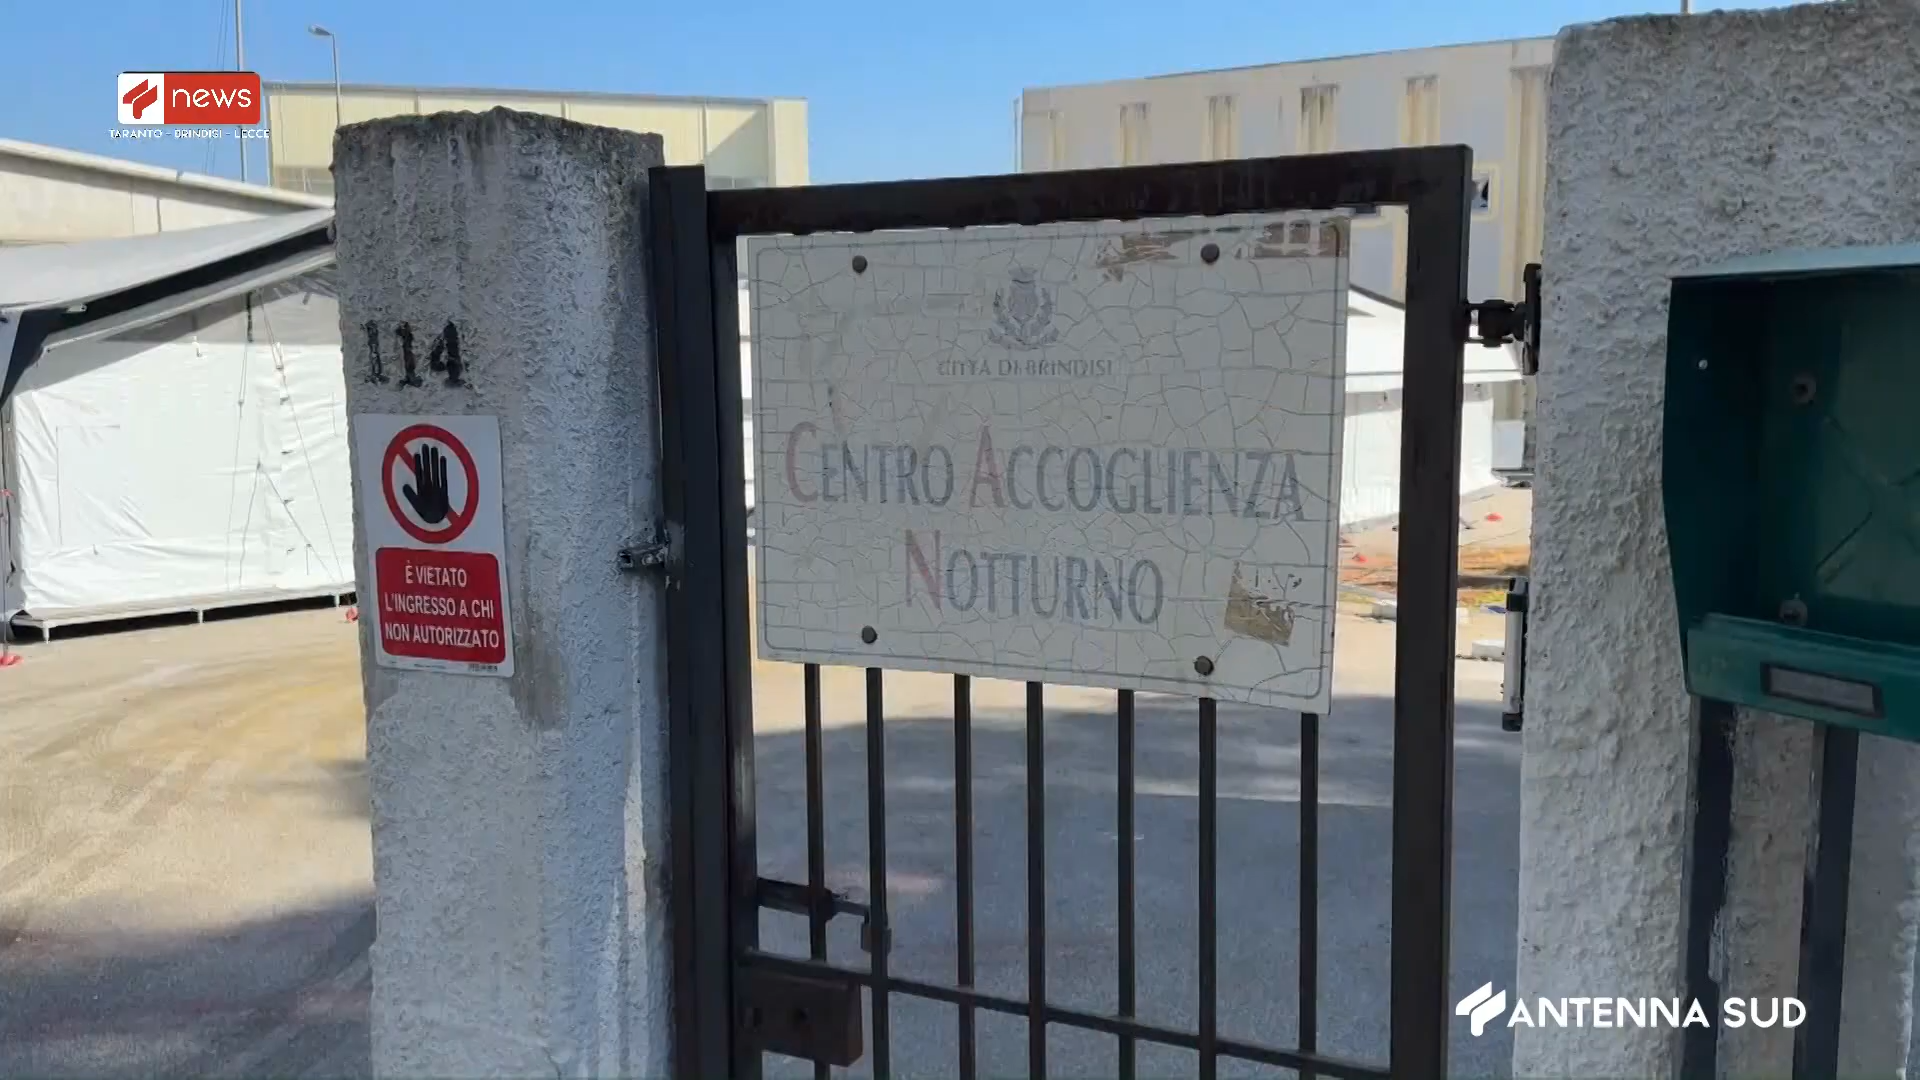 news
TARANTO - BRINDISI - LECCE
114
CITTÀ DI BRINDISI
CENTRO ACCOGLIENZA
NOTTURNO
È VIETATO
L'INGRESSO A CHI
NON AUTORIZZATO
ANTENNA SUD